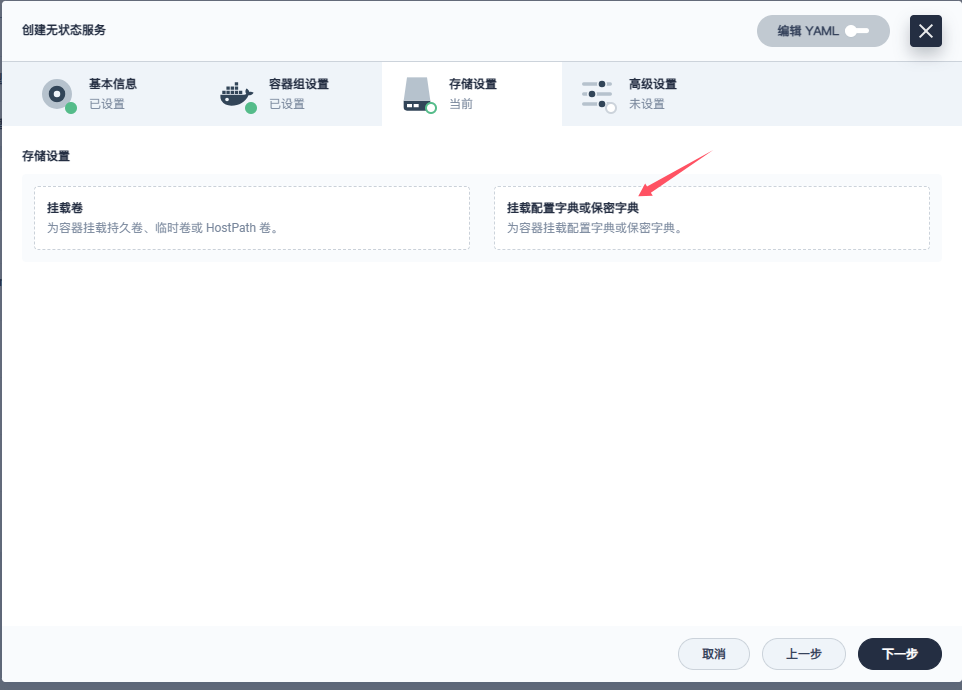 创建无状态服务
编辑 YAML
基本信息
已设置
容器组设置
已设置
存储设置
当前
高级设置
未设置
存储设置
挂载卷
为容器挂载持久卷、临时卷或 HostPath 卷。
挂载配置字典或保密字典
为容器挂载配置字典或保密字典。
取消
上一步
下一步